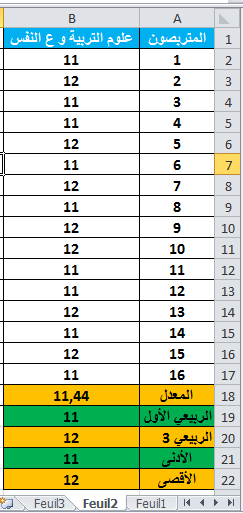 B A
علوم التربية و ع النفس المتربصون 1
11 1 2
12 2 3
11 3 4
11 4 5
12 5 6
11 6 7
12 7 8
11 8 9
12 9 10
12 10 11
11 11 12
11 12 13
12 13 14
11 14 15
12 15 16
11 16 17
11,44 المعدل 18
11 الربيعي الأول 19
12 الربيعي 3 20
11 الأدنى 21
12 الأقصى 22
Feuil3 Feuil2 Feuil1